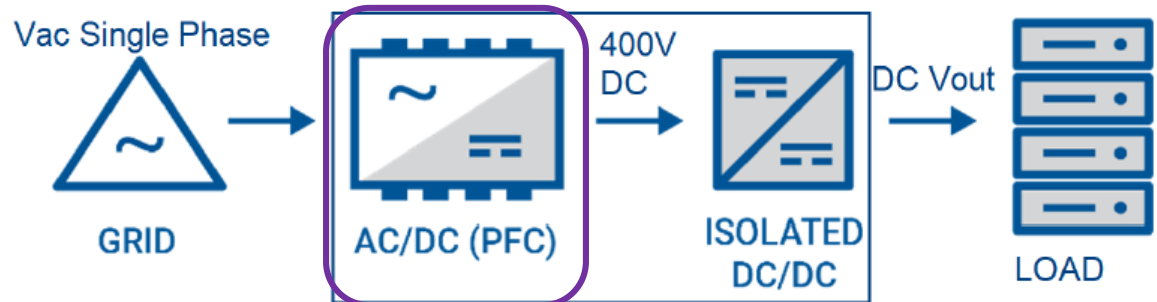 Vac Single Phase
GRID
AC/DC (PFC)
400V
DC
ISOLATED
DC/DC
DC Vout
LOAD